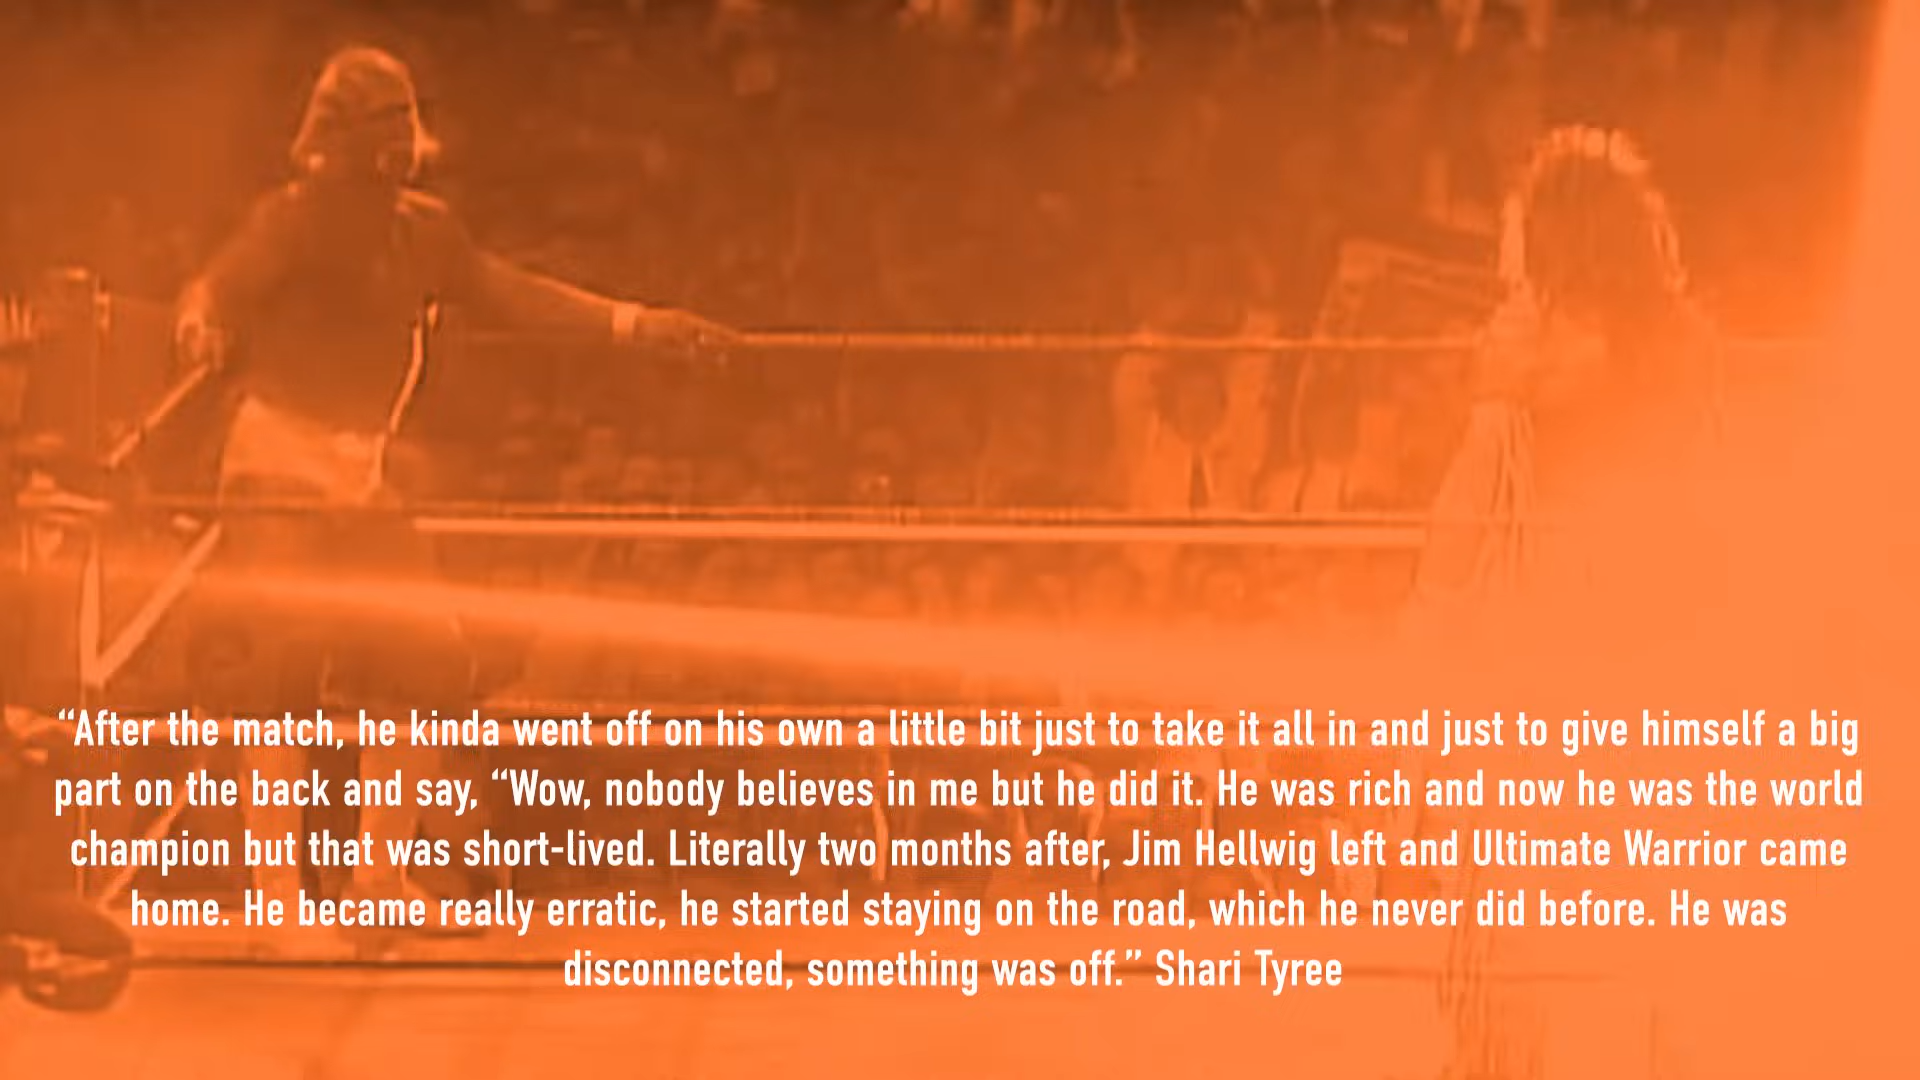 “After the match, he kinda went off on his own a little bit just to take it all in and just to give himself a big
part on the back and say, “Wow, nobody believes in me but he did it. He was rich and now he was the world
champion but that was short-lived. Literally two months after, Jim Hellwig left and Ultimate Warrior came
home. He became really erratic, he started staying on the road, which he never did before. He was
disconnected, something was off.” Shari Tyree